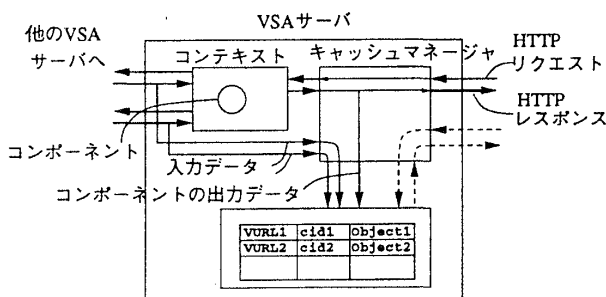 VSAサーバ
他のVSA
サーバへ
コンテキスト
キャッシュマネージャ
HTTP
リクエスト
HTTP
レスポンス
コンポーネント
入力データ
コンポーネントの出力データ
VURL1 cid1 Object1
VURL2 cid2 Object2